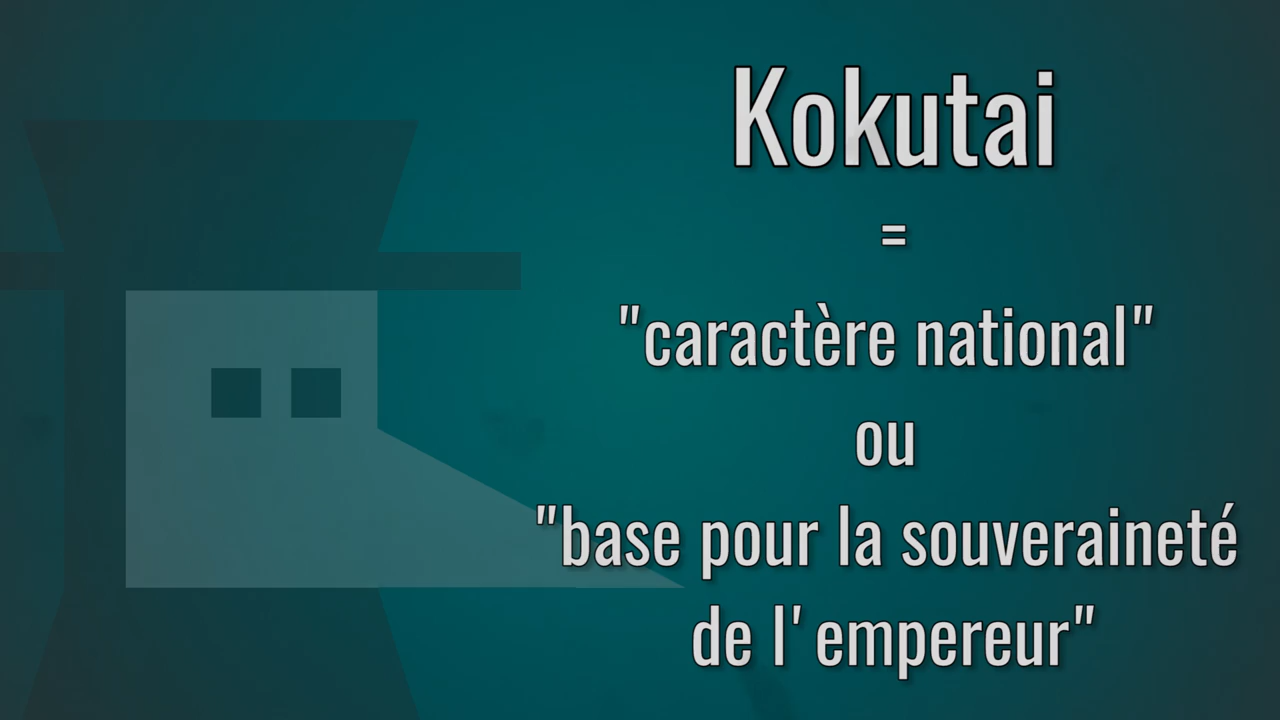 Kokutai
=
"caractère national"
ou
"base pour la souveraineté
de l'empereur"